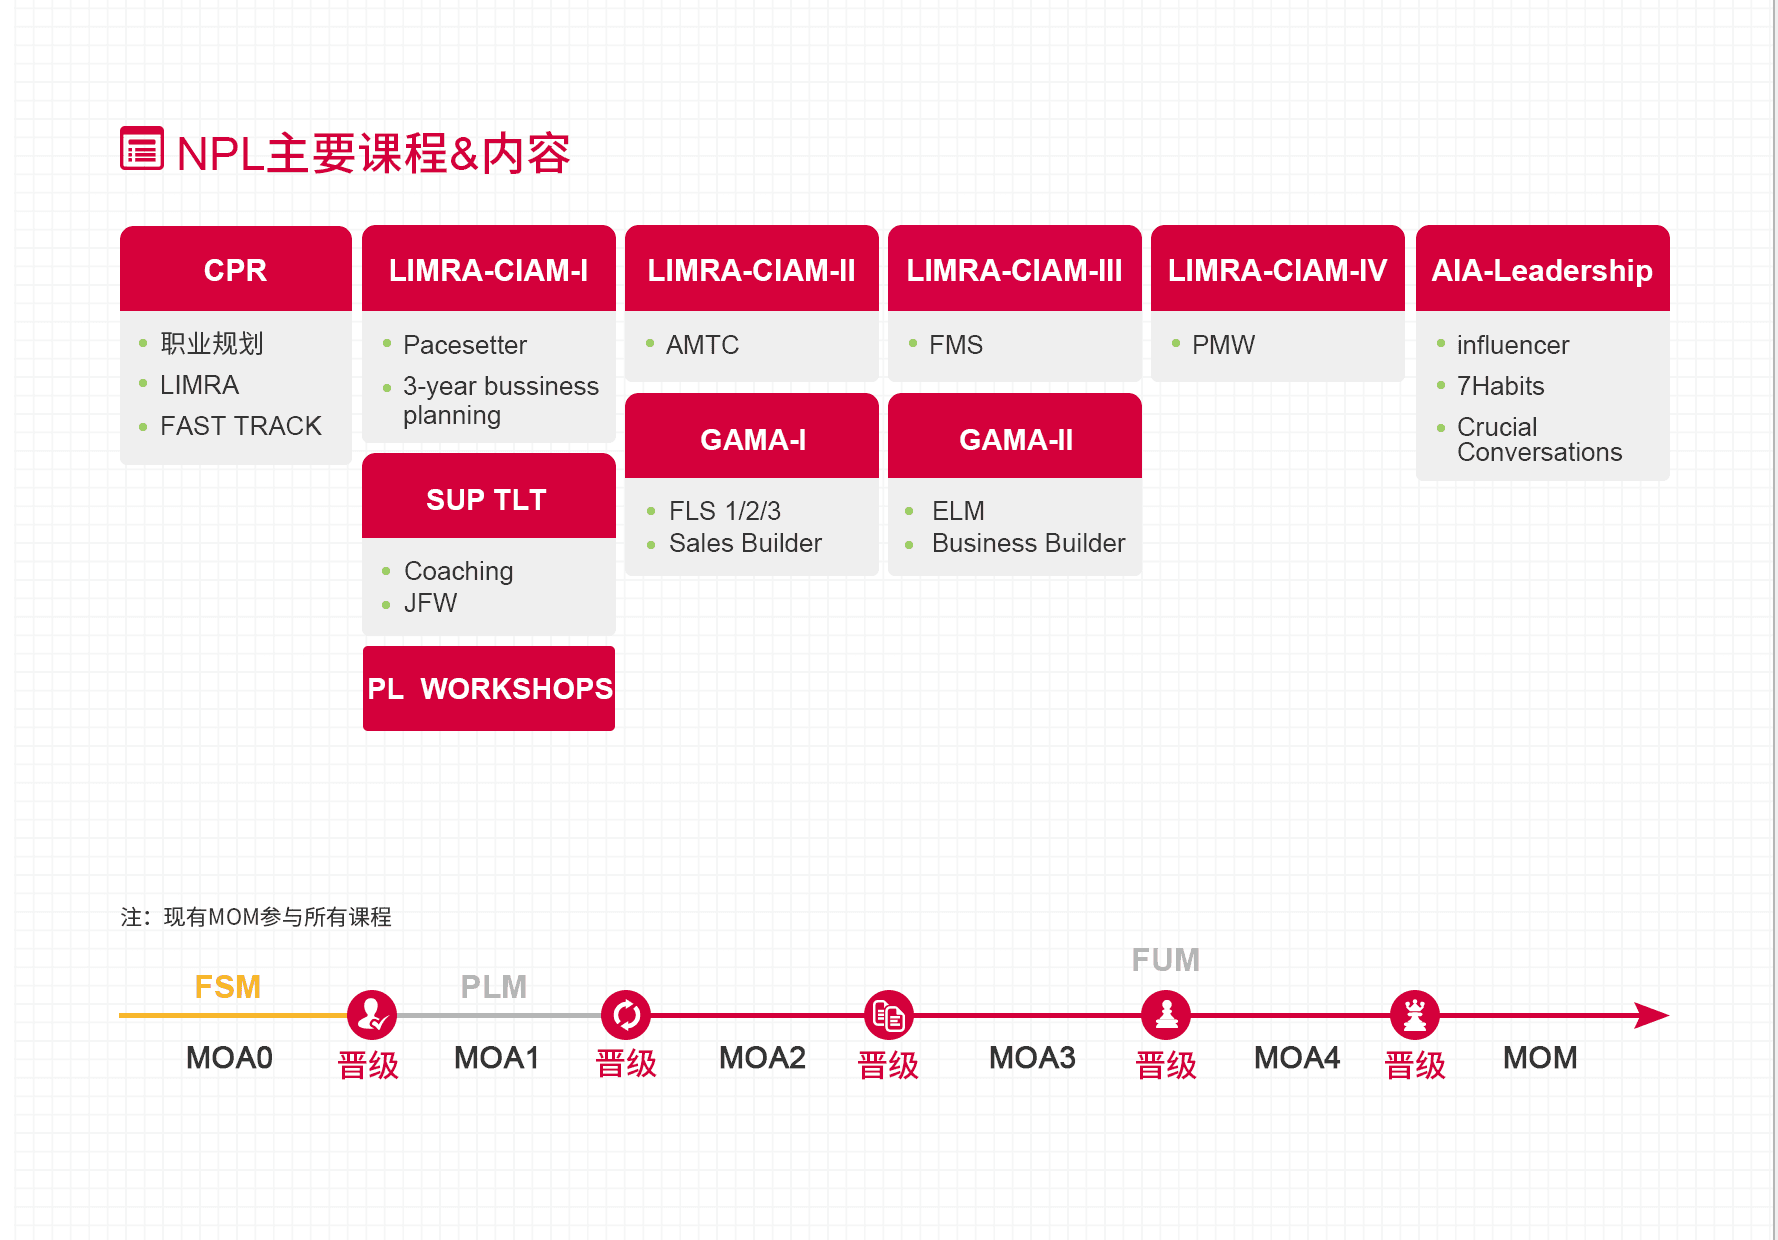 NPL主要课程&内容
CPR
职业规划
LIMRA
FAST TRACK
LIMRA-CIAM-I
Pacesetter
3-year bussiness
planning
SUP TLT
Coaching
JFW
PL WORKSHOPS
LIMRA-CIAM-II
AMTC
GAMA-I
FLS 1/2/3
Sales Builder
LIMRA-CIAM-III
FMS
GAMA-II
ELM
Business Builder
LIMRA-CIAM-IV
PMW
AIA-Leadership
influencer
7Habits
Crucial
Conversations
注：现有MOM参与所有课程
FSM
PLM
FUM
MOA0
晋级
MOA1
晋级
MOA2
晋级
MOA3
晋级
MOA4
晋级
MOM